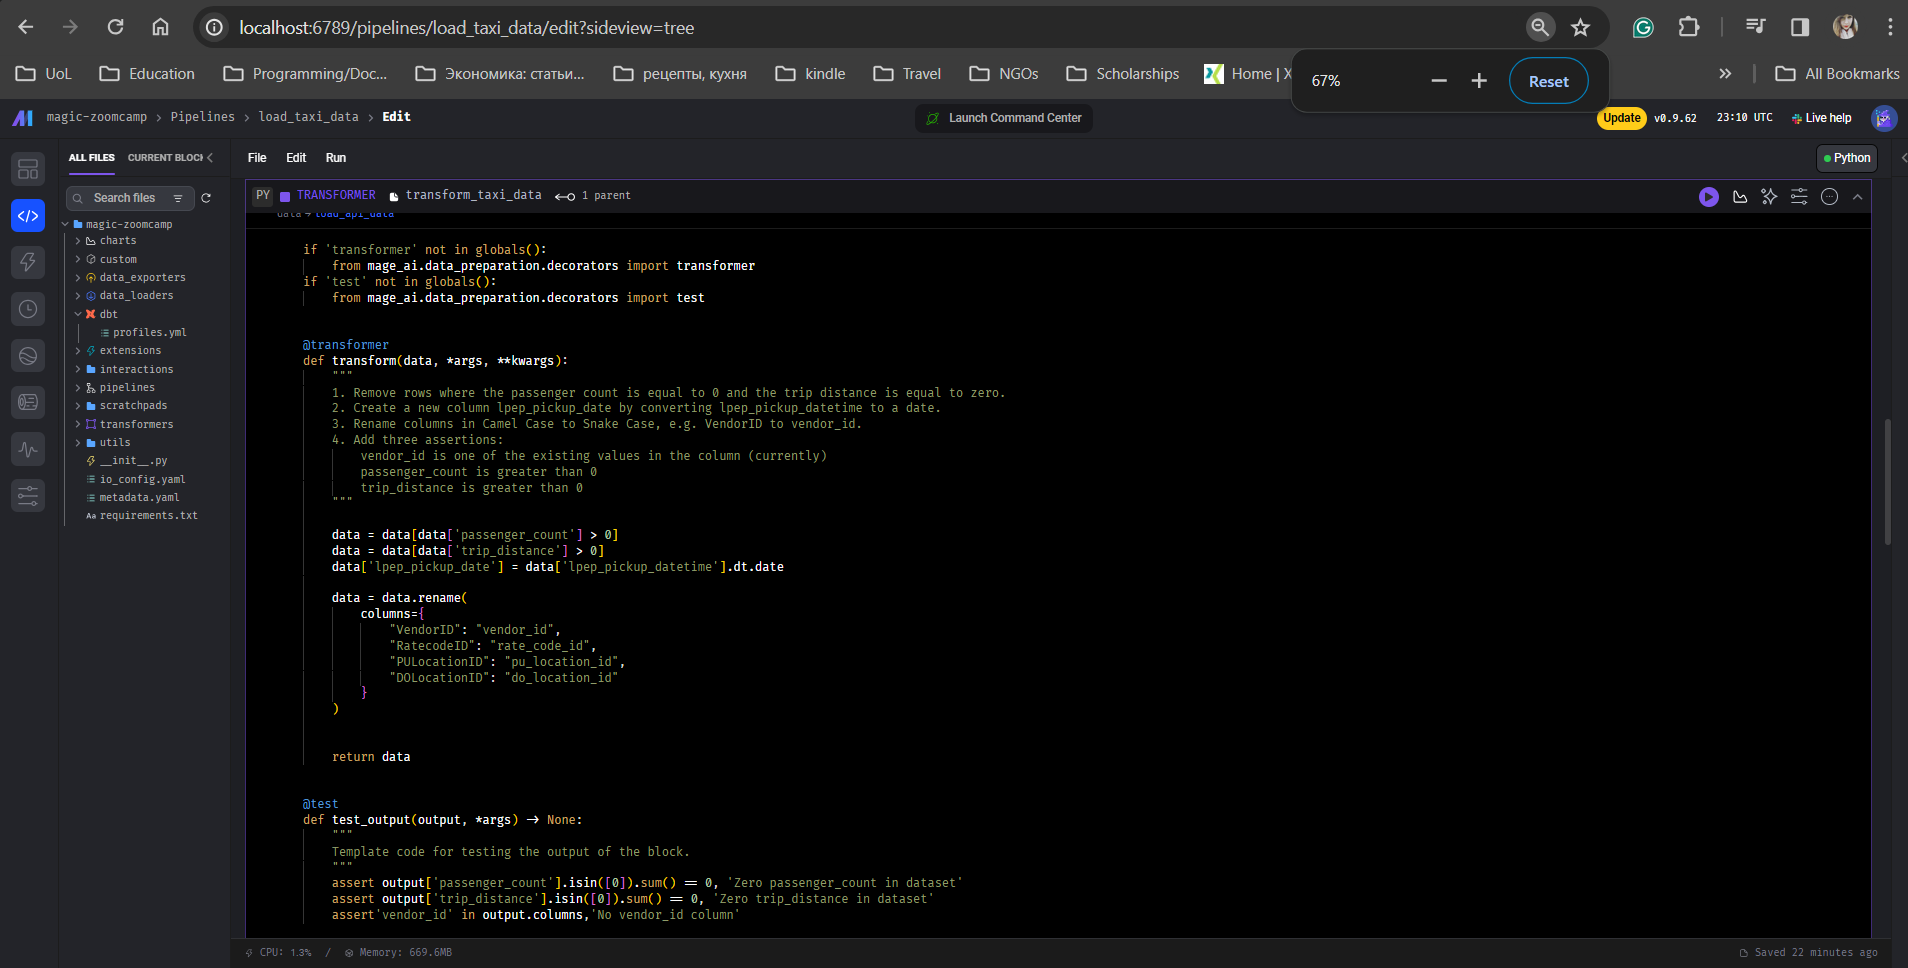 localhost:6789/pipelines/load_taxi_data/edit?sideview=tree
UoL
Education
Programming/Doc...
Экономика: статьи...
рецепты, кухня
kindle
Travel
NGOs
Scholarships
Home | X
67%
Reset
All Bookmarks
magic-zoomcamp > Pipelines > load_taxi_data > Edit
Launch Command Center
Update
v0.9.62
23:10 UTC
Live help
ALL FILES
CURRENT BLOCK
File
Edit
Run
Python
Search files
PY
TRANSFORMER
transform_taxi_data
1 parent
data → load_api_data
magic-zoomcamp
charts
custom
data_exporters
data_loaders
dbt
profiles.yml
extensions
interactions
pipelines
scratchpads
transformers
utils
__init__.py
io_config.yaml
metadata.yaml
Aa requirements.txt
if 'transformer' not in globals():
from mage_ai.data_preparation.decorators import transformer
if 'test' not in globals():
from mage_ai.data_preparation.decorators import test
@transformer
def transform(data, *args, **kwargs):
"""
1. Remove rows where the passenger count is equal to 0 and the trip distance is equal to zero.
2. Create a new column lpep_pickup_date by converting lpep_pickup_datetime to a date.
3. Rename columns in Camel Case to Snake Case, e.g. VendorID to vendor_id.
4. Add three assertions:
vendor_id is one of the existing values in the column (currently)
passenger_count is greater than 0
trip_distance is greater than 0
"""
data = data[data['passenger_count'] > 0]
data = data[data['trip_distance'] > 0]
data['lpep_pickup_date'] = data['lpep_pickup_datetime'].dt.date
data = data.rename(
columns={
"VendorID": "vendor_id",
"RatecodeID": "rate_code_id",
"PULocationID": "pu_location_id",
"DOLocationID": "do_location_id"
}
)
return data
@test
def test_output(output, *args) -> None:
"""
Template code for testing the output of the block.
"""
assert output['passenger_count'].isin([0]).sum() == 0, 'Zero passenger_count in dataset'
assert output['trip_distance'].isin([0]).sum() == 0, 'Zero trip_distance in dataset'
assert'vendor_id' in output.columns,'No vendor_id column'
CPU: 1.3% / Memory: 669.6MB
Saved 22 minutes ago